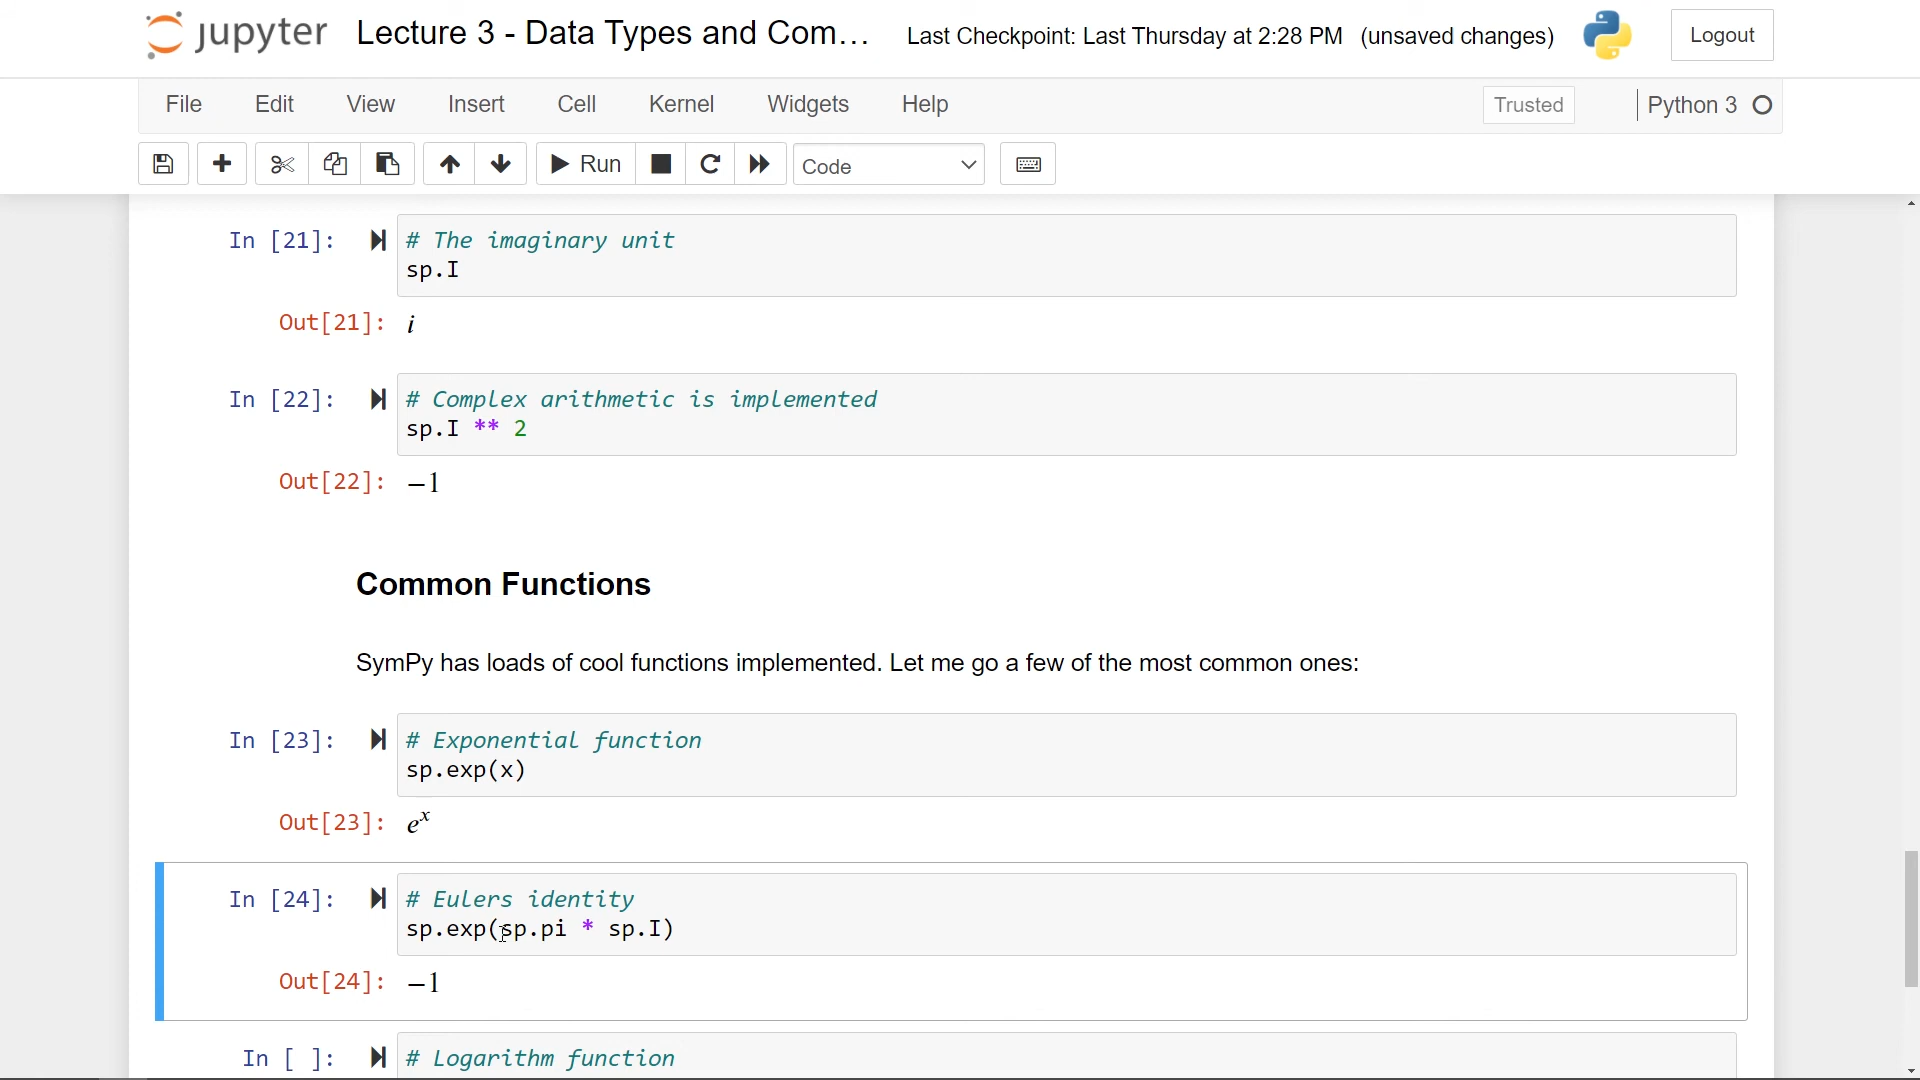 jupyter Lecture 3 - Data Types and Com... Last Checkpoint: Last Thursday at 2:28 PM (unsaved changes) Logout
File Edit View Insert Cell Kernel Widgets Help Trusted Python 3
Run Code
In [21]: # The imaginary unit
sp.I
Out[21]: i
In [22]: # Complex arithmetic is implemented
sp.I ** 2
Out[22]: −1
Common Functions
SymPy has loads of cool functions implemented. Let me go a few of the most common ones:
In [23]: # Exponential function
sp.exp(x)
Out[23]: e^x
In [24]: # Eulers identity
sp.exp(sp.pi * sp.I)
Out[24]: −1
In [ ]: # Logarithm function